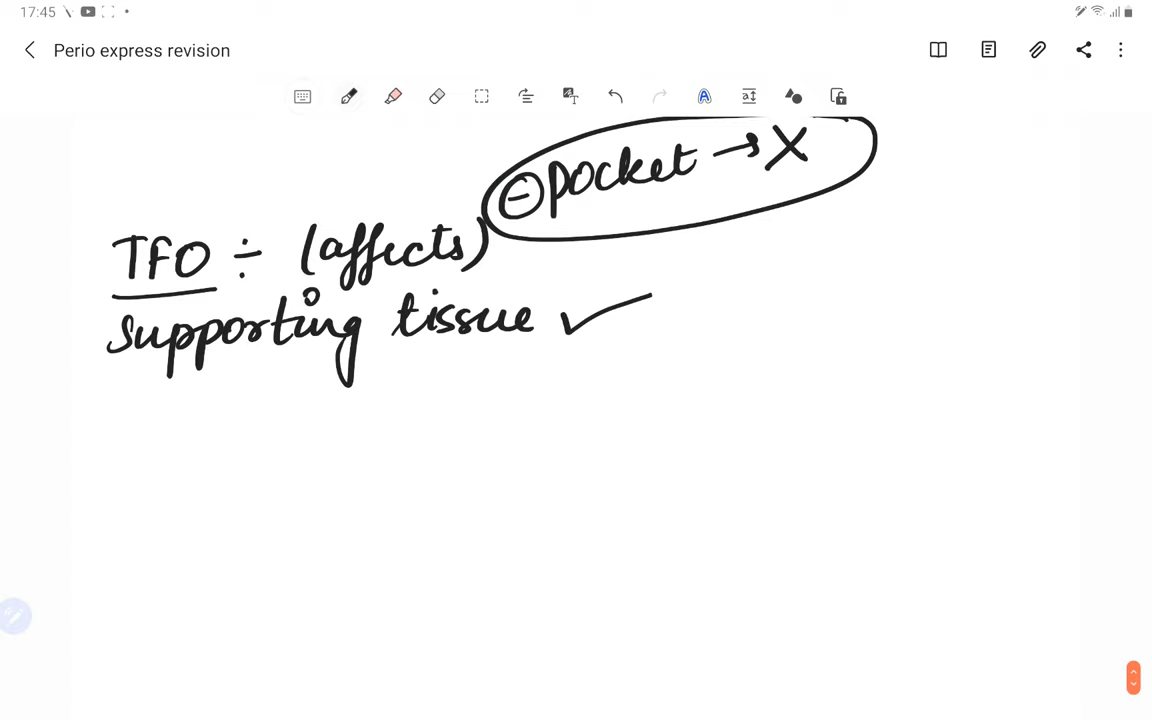 17:45
Perio express revision
⊖ pocket → X
TFO ÷ (affects)
supporting tissue ✓